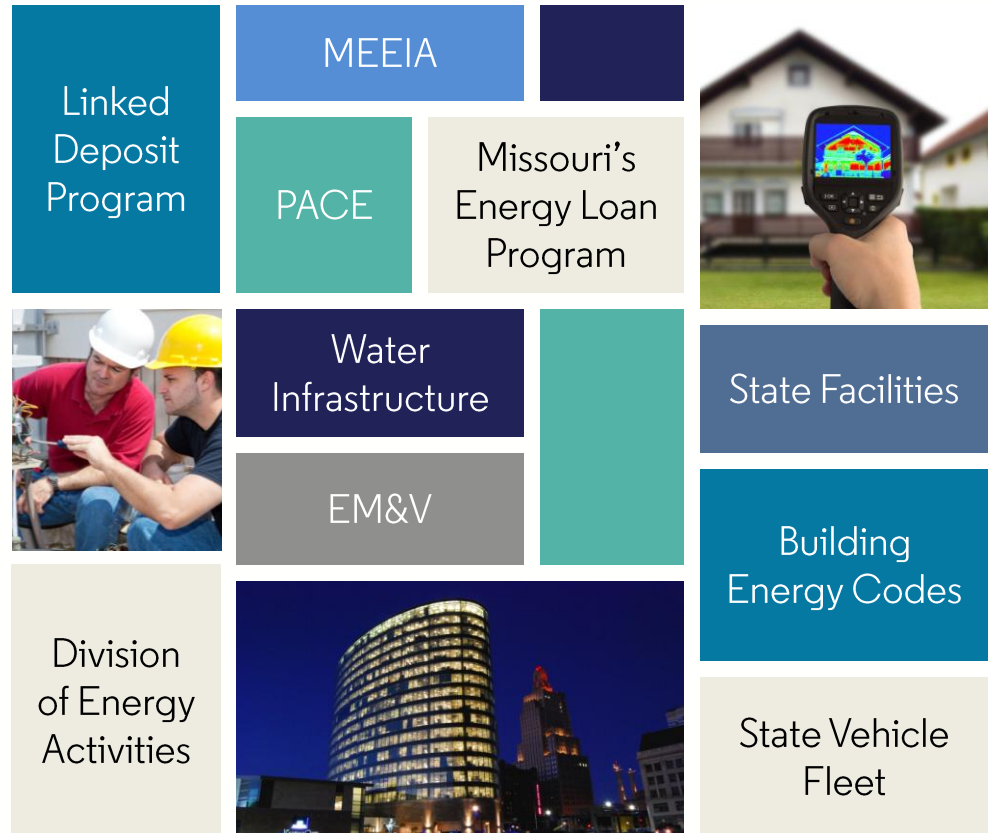 Linked
Deposit
Program
MEEIA
PACE
Missouri’s
Energy Loan
Program
Water
Infrastructure
EM&V
State Facilities
Building
Energy Codes
Division
of Energy
Activities
State Vehicle
Fleet